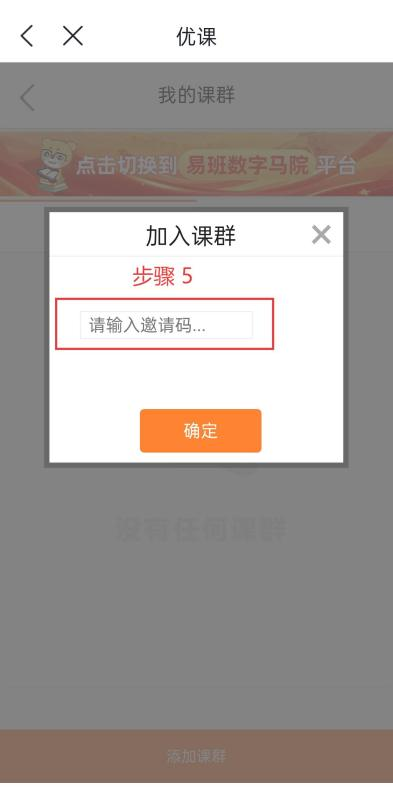 优课
我的课群
点击切换到 易班数字马院 平台
加入课群
步骤 5
请输入邀请码...
确定
没有任何课群
添加课群